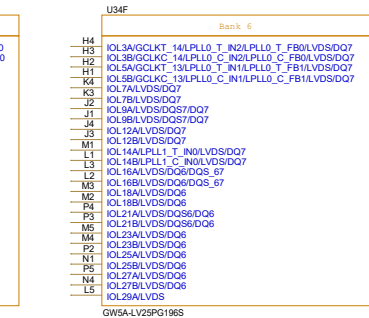 U34F
Bank 6
0
0
H4 IOL3A/GCLKT_14/LPLL0_T_IN2/LPLL0_T_FB0/LVDS/DQ7
H3 IOL3B/GCLKC_14/LPLL0_C_IN2/LPLL0_C_FB0/LVDS/DQ7
H2 IOL5A/GCLKT_13/LPLL0_T_IN1/LPLL0_T_FB1/LVDS/DQ7
H1 IOL5B/GCLKC_13/LPLL0_C_IN1/LPLL0_C_FB1/LVDS/DQ7
K4 IOL7A/LVDS/DQ7
K3 IOL7B/LVDS/DQ7
J2 IOL9A/LVDS/DQS7/DQ7
J1 IOL9B/LVDS/DQS7/DQ7
J4 IOL12A/LVDS/DQ7
J3 IOL12B/LVDS/DQ7
M1 IOL14A/LPLL1_T_IN0/LVDS/DQ7
L1 IOL14B/LPLL1_C_IN0/LVDS/DQ7
L3 IOL16A/LVDS/DQ6/DQS_67
L2 IOL16B/LVDS/DQ6/DQS_67
M3 IOL18A/LVDS/DQ6
M2 IOL18B/LVDS/DQ6
P4 IOL21A/LVDS/DQS6/DQ6
P3 IOL21B/LVDS/DQS6/DQ6
M5 IOL23A/LVDS/DQ6
M4 IOL23B/LVDS/DQ6
P2 IOL25A/LVDS/DQ6
N1 IOL25B/LVDS/DQ6
P5 IOL27A/LVDS/DQ6
N4 IOL27B/LVDS/DQ6
L5 IOL29A/LVDS
GW5A-LV25PG196S